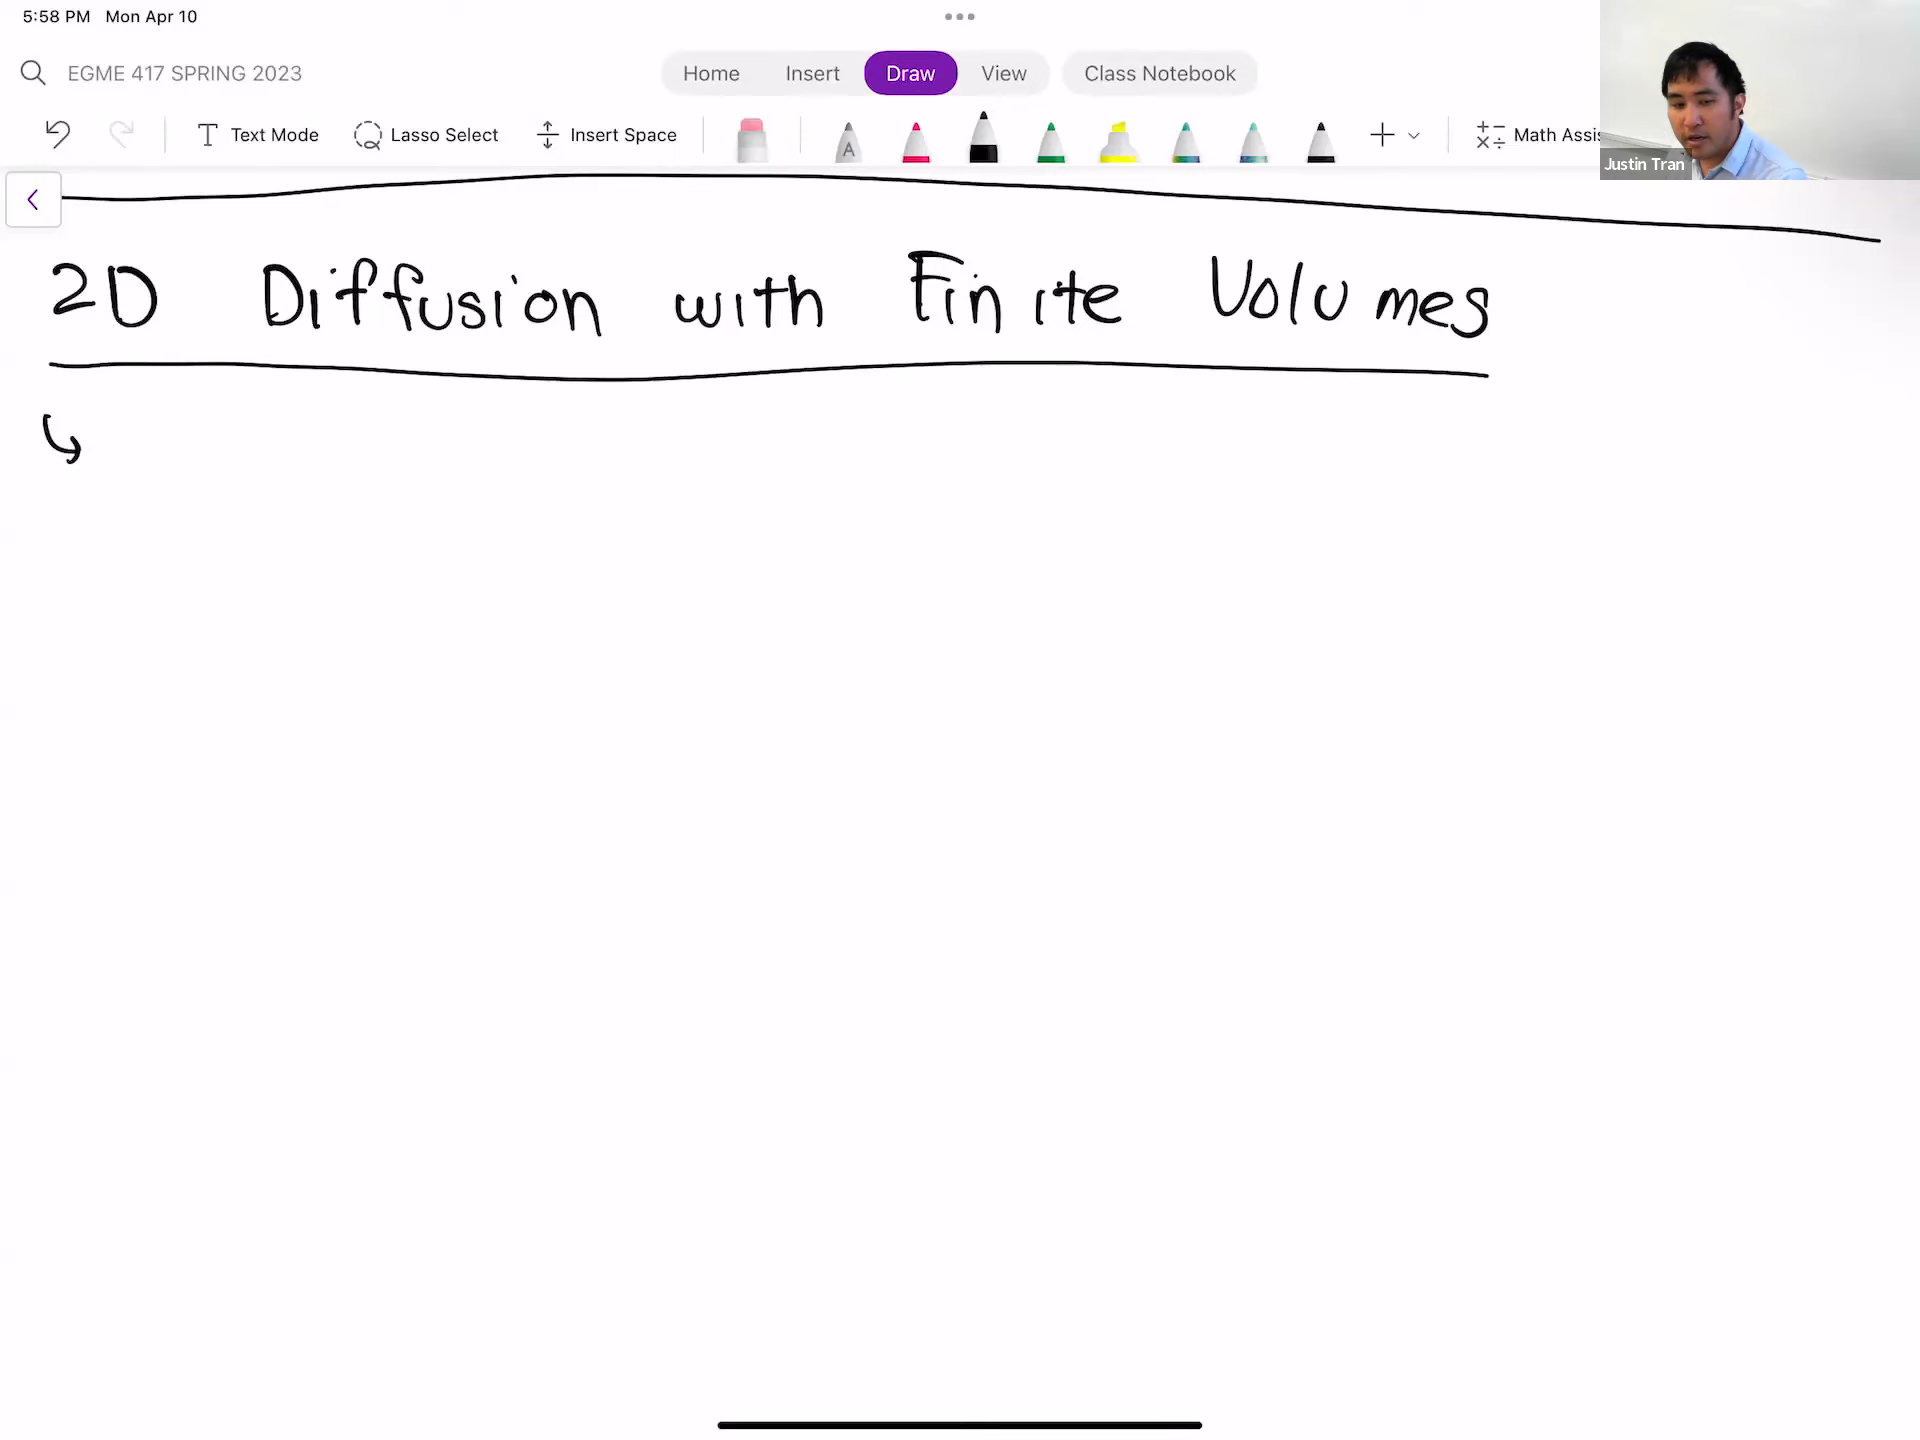 5:58 PM Mon Apr 10
EGME 417 SPRING 2023
Home Insert Draw View Class Notebook
Text Mode Lasso Select Insert Space A Math Assis
Justin Tran
2D Diffusion with Finite Volumes